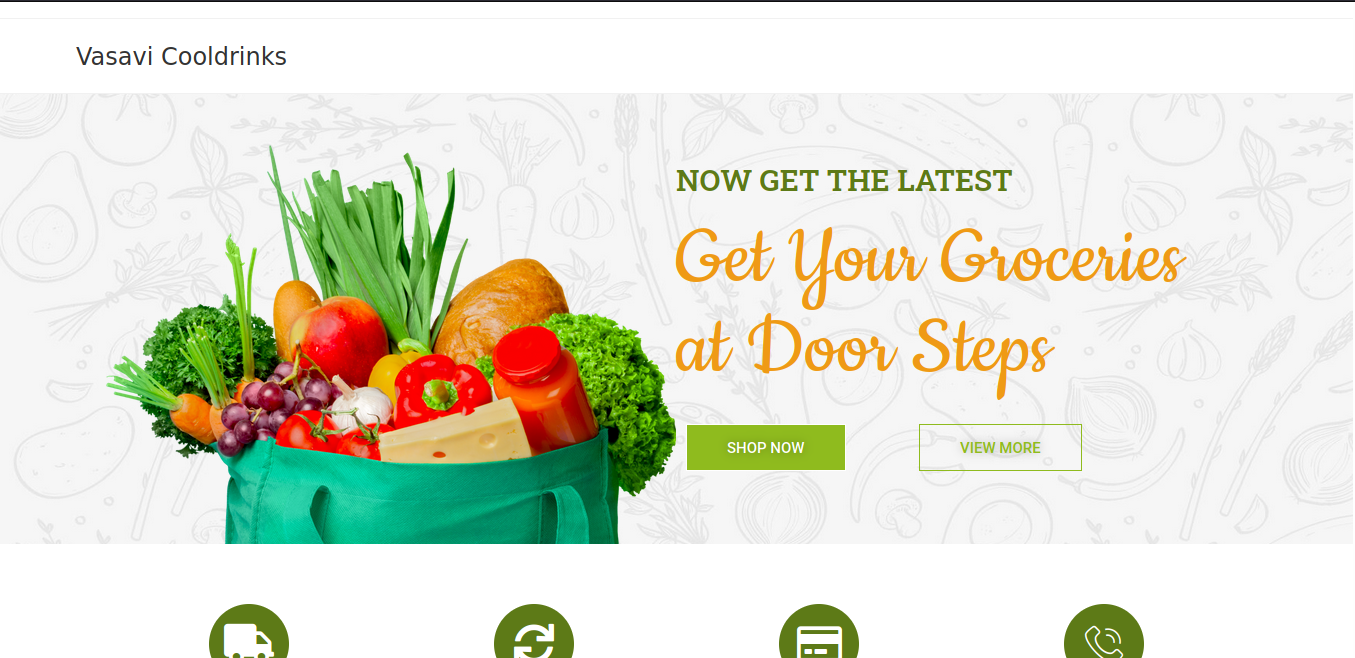 Vasavi Cooldrinks
NOW GET THE LATEST
Get Your Groceries
at Door Steps
SHOP NOW
VIEW MORE